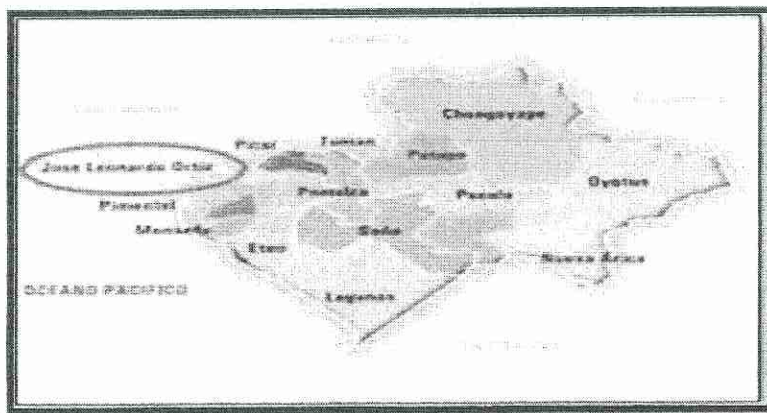 Chongoyape
Picsi
Tuman
Patapo
Jose Leonardo Ortiz
Oyotun
Pomalca
Pucala
Pimentel
Monsefu
Saña
Eten
Nueva Arica
OCEANO PACIFICO
Lagunas